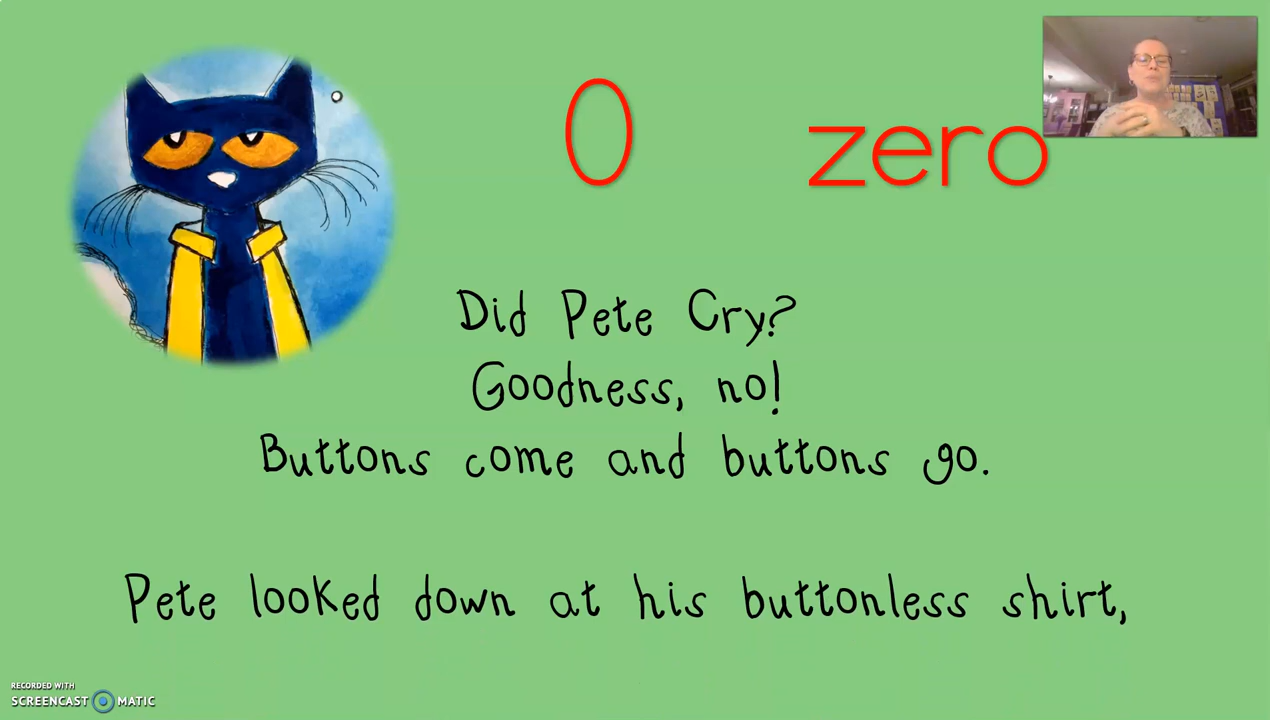 0 zero
Did Pete Cry?
Goodness, no!
Buttons come and buttons go.
Pete looked down at his buttonless shirt,
RECORDED WITH
SCREENCAST MATIC